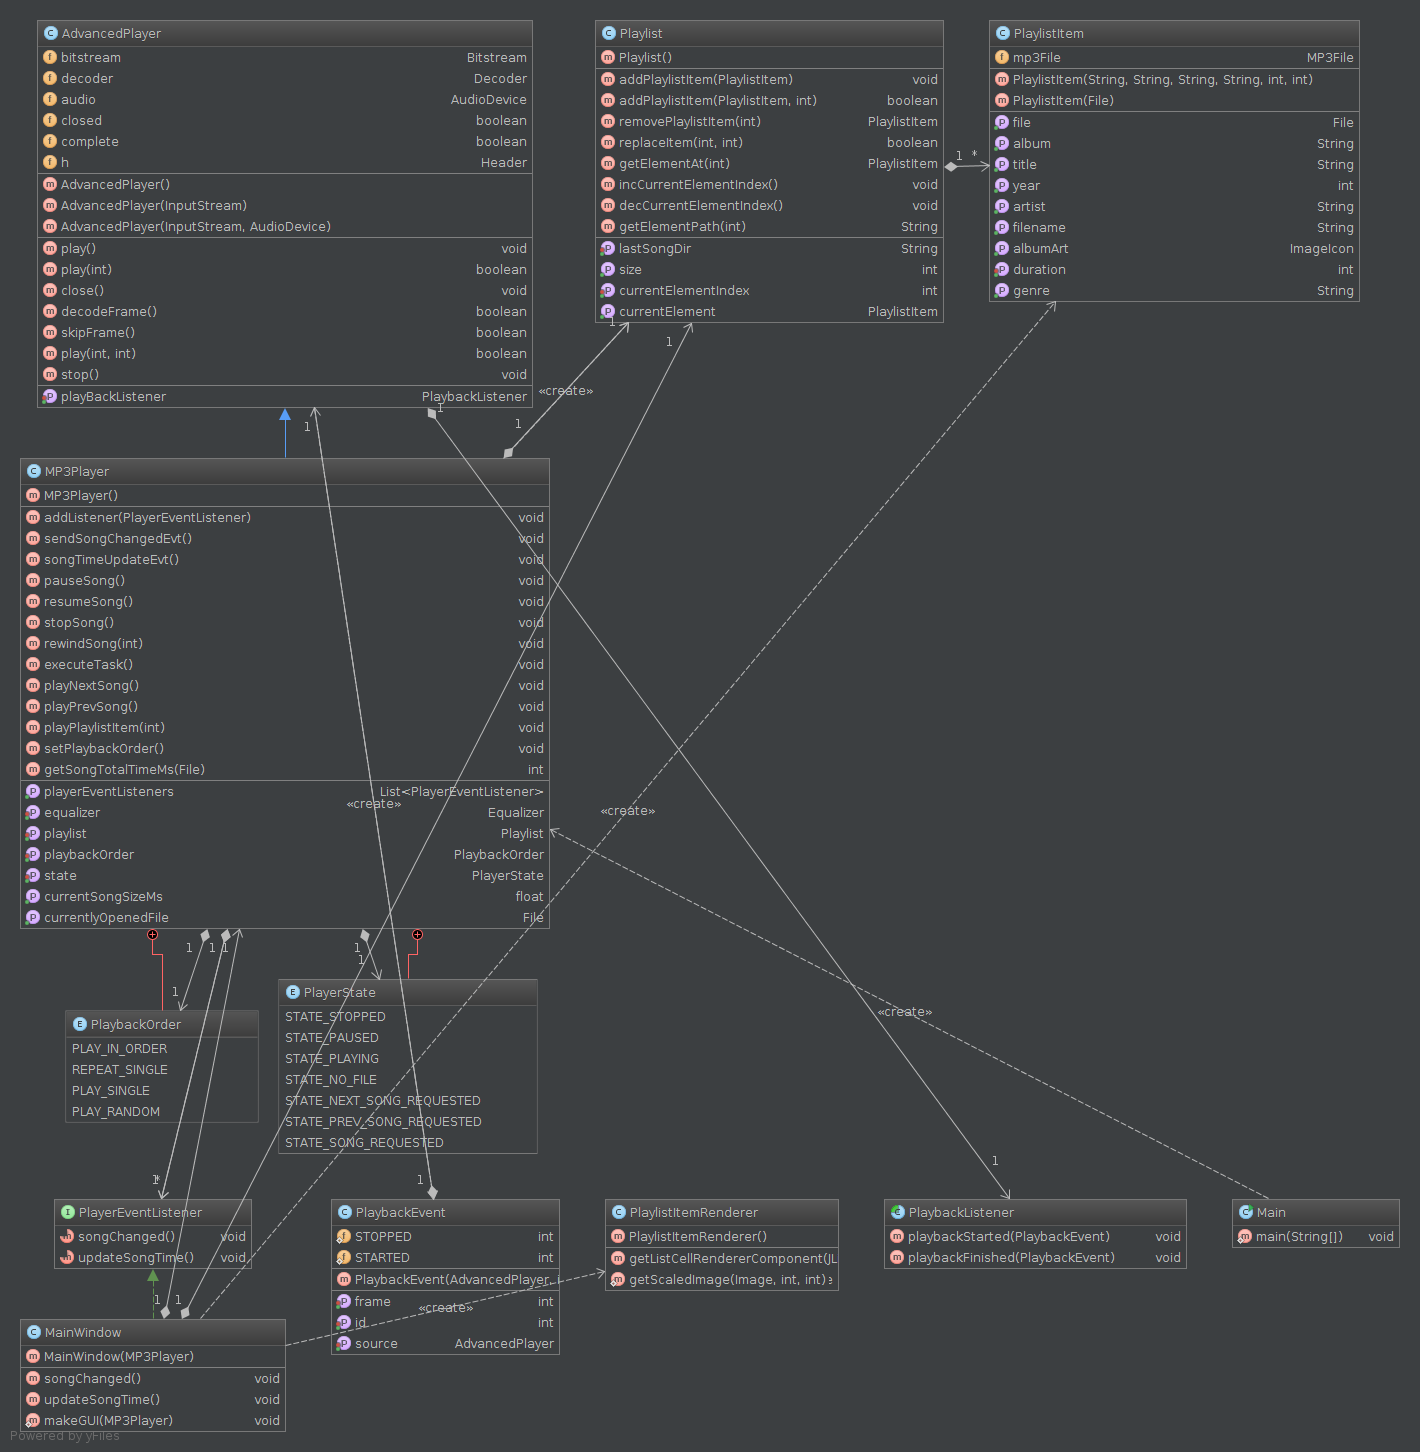 AdvancedPlayer
bitstream Bitstream
decoder Decoder
audio AudioDevice
closed boolean
complete boolean
h Header
AdvancedPlayer()
AdvancedPlayer(InputStream)
AdvancedPlayer(InputStream, AudioDevice)
play() void
play(int) boolean
close() void
decodeFrame() boolean
skipFrame() boolean
play(int, int) boolean
stop() void
playBackListener PlaybackListener
Playlist
Playlist()
addPlaylistItem(PlaylistItem) void
addPlaylistItem(PlaylistItem, int) boolean
removePlaylistItem(int) PlaylistItem
replaceItem(int, int) boolean
getElementAt(int) PlaylistItem
incCurrentElementIndex() void
decCurrentElementIndex() void
getElementPath(int) String
lastSongDir String
size int
currentElementIndex int
currentElement PlaylistItem
1 *
PlaylistItem
mp3File MP3File
PlaylistItem(String, String, String, String, int, int)
PlaylistItem(File)
file File
album String
title String
year int
artist String
filename String
albumArt ImageIcon
duration int
genre String
1
1
«create»
1
1
1
MP3Player
MP3Player()
addListener(PlayerEventListener) void
sendSongChangedEvt() void
songTimeUpdateEvt() void
pauseSong() void
resumeSong() void
stopSong() void
rewindSong(int) void
executeTask() void
playNextSong() void
playPrevSong() void
playPlaylistItem(int) void
setPlaybackOrder() void
getSongTotalTimeMs(File) int
playerEventListeners List<PlayerEventListener>
equalizer Equalizer
playlist Playlist
playbackOrder PlaybackOrder
state PlayerState
currentSongSizeMs float
currentlyOpenedFile File
«create»
«create»
«create»
1 1 1
1
1
1
PlaybackOrder
PLAY_IN_ORDER
REPEAT_SINGLE
PLAY_SINGLE
PLAY_RANDOM
PlayerState
STATE_STOPPED
STATE_PAUSED
STATE_PLAYING
STATE_NO_FILE
STATE_NEXT_SONG_REQUESTED
STATE_PREV_SONG_REQUESTED
STATE_SONG_REQUESTED
1*
1
1
PlayerEventListener
songChanged() void
updateSongTime() void
PlaybackEvent
STOPPED int
STARTED int
PlaybackEvent(AdvancedPlayer, i
frame int
id int
source AdvancedPlayer
PlaylistItemRenderer
PlaylistItemRenderer()
getListCellRendererComponent(JL
getScaledImage(Image, int, int)
PlaybackListener
playbackStarted(PlaybackEvent) void
playbackFinished(PlaybackEvent) void
Main
main(String[]) void
1 1
«create»
MainWindow
MainWindow(MP3Player)
songChanged() void
updateSongTime() void
makeGUI(MP3Player) void
Powered by yFiles